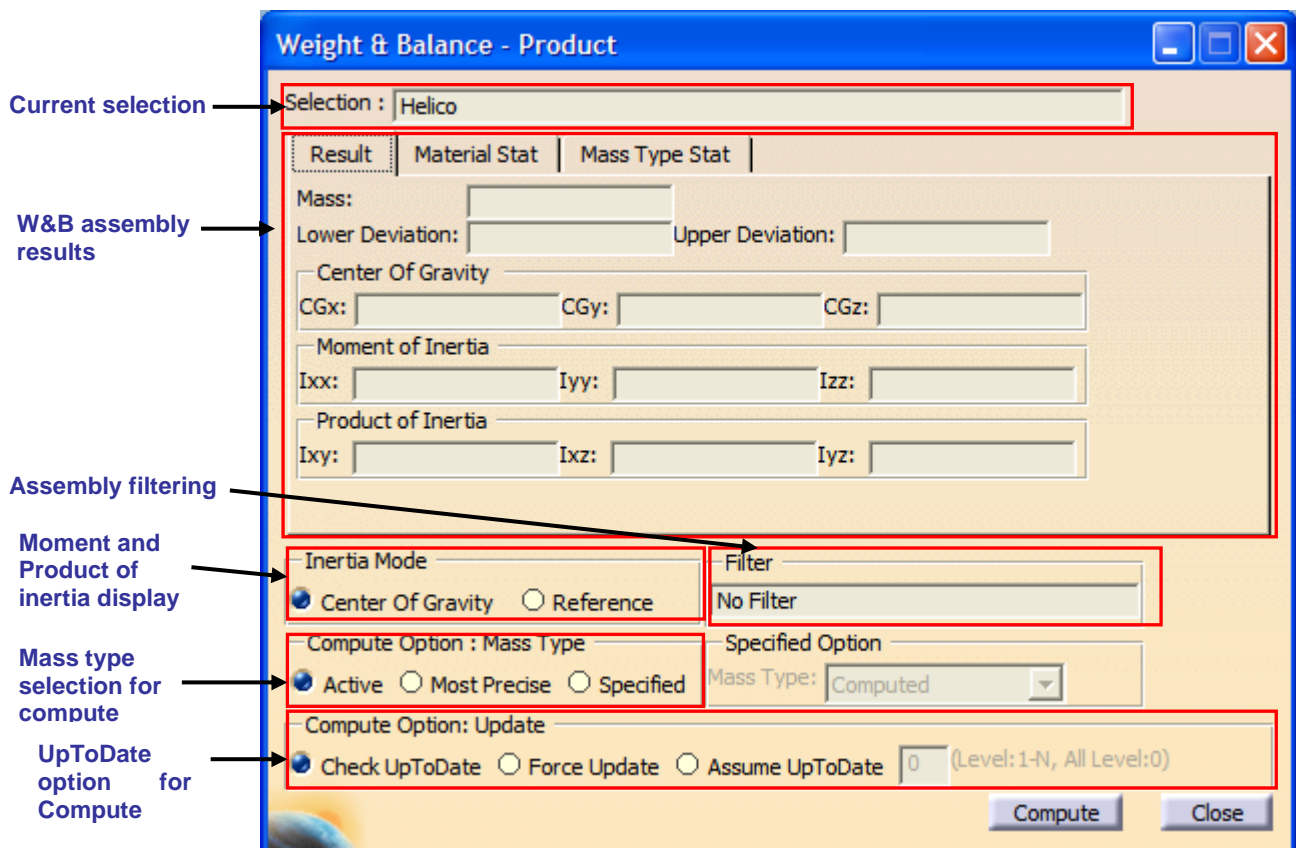 Weight & Balance - Product
Current selection
Selection : Helico
Result Material Stat Mass Type Stat
W&B assembly
results
Mass:
Lower Deviation: Upper Deviation:
Center Of Gravity
CGx: CGy: CGz:
Moment of Inertia
Ixx: Iyy: Izz:
Product of Inertia
Ixy: Ixz: Iyz:
Assembly filtering
Moment and
Product of
inertia display
Inertia Mode
Center Of Gravity Reference
Filter
No Filter
Mass type
selection for
compute
Compute Option : Mass Type
Active Most Precise Specified
Specified Option
Mass Type: Computed
UpToDate
option for
Compute
Compute Option: Update
Check UpToDate Force Update Assume UpToDate 0 (Level:1-N, All Level:0)
Compute Close